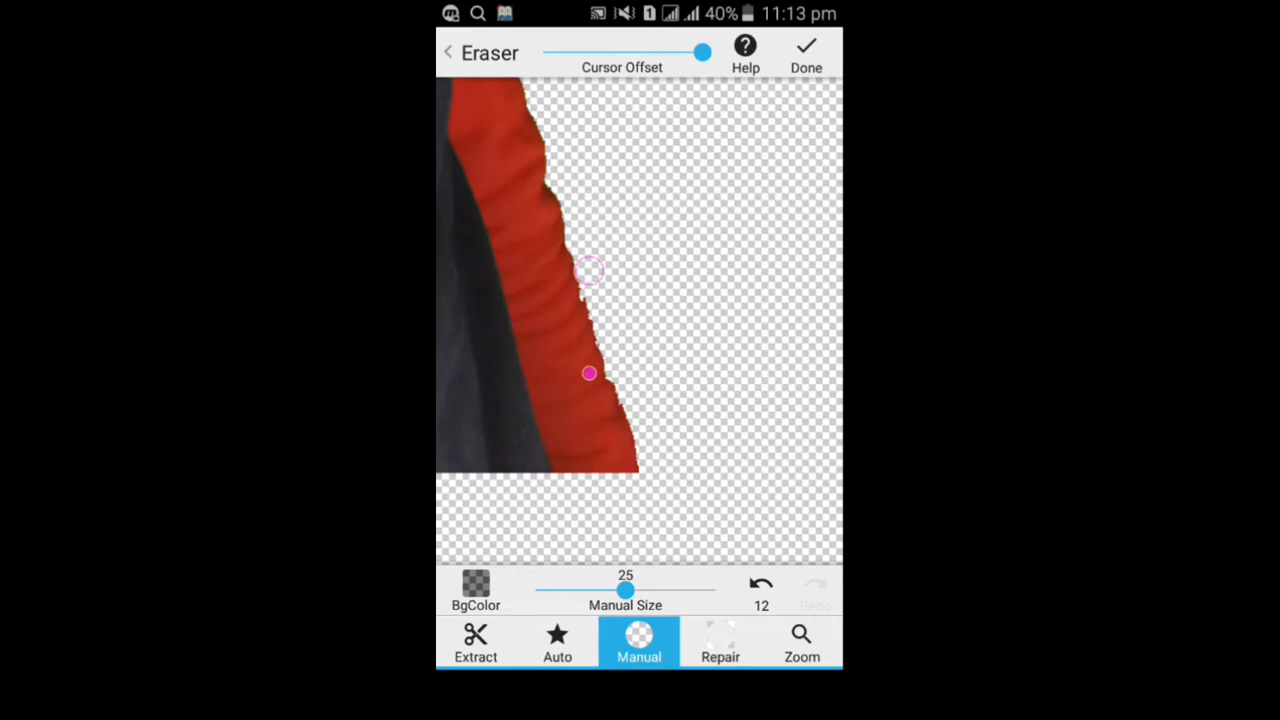 40% 11:13 pm
Eraser
Cursor Offset
Help
Done
BgColor
25
Manual Size
12
Redo
Extract
Auto
Manual
Repair
Zoom